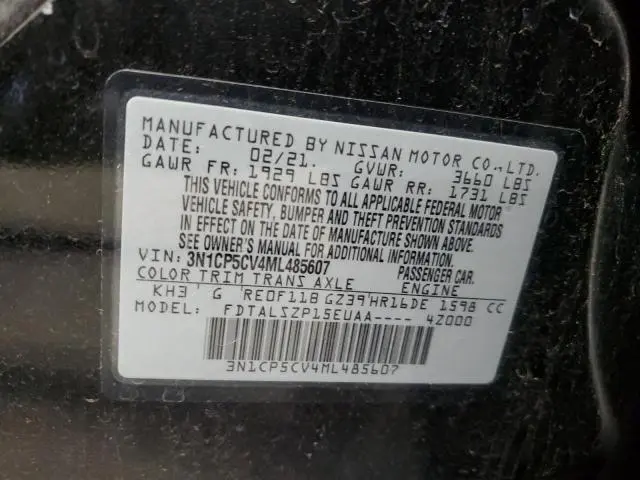 MANUFACTURED BY NISSAN MOTOR CO., LTD.
DATE: 02/21. GVWR: 3660 LBS
GAWR FR: 1929 LBS GAWR RR: 1731 LBS
THIS VEHICLE CONFORMS TO ALL APPLICABLE FEDERAL MOTOR
VEHICLE SAFETY, BUMPER AND THEFT PREVENTION STANDARDS
IN EFFECT ON THE DATE OF MANUFACTURE SHOWN ABOVE.
SEE OWNER'S MANUAL FOR ADDITIONAL INFORMATION.
VIN: 3N1CP5CV4ML485607 PASSENGER CAR.
COLOR TRIM TRANS AXLE ENGINE
KH3 G RE0F11B GZ39 HR16DE 1598 CC
MODEL: FDTALSZP15EUAA---- 4Z000
3N1CP5CV4ML485607